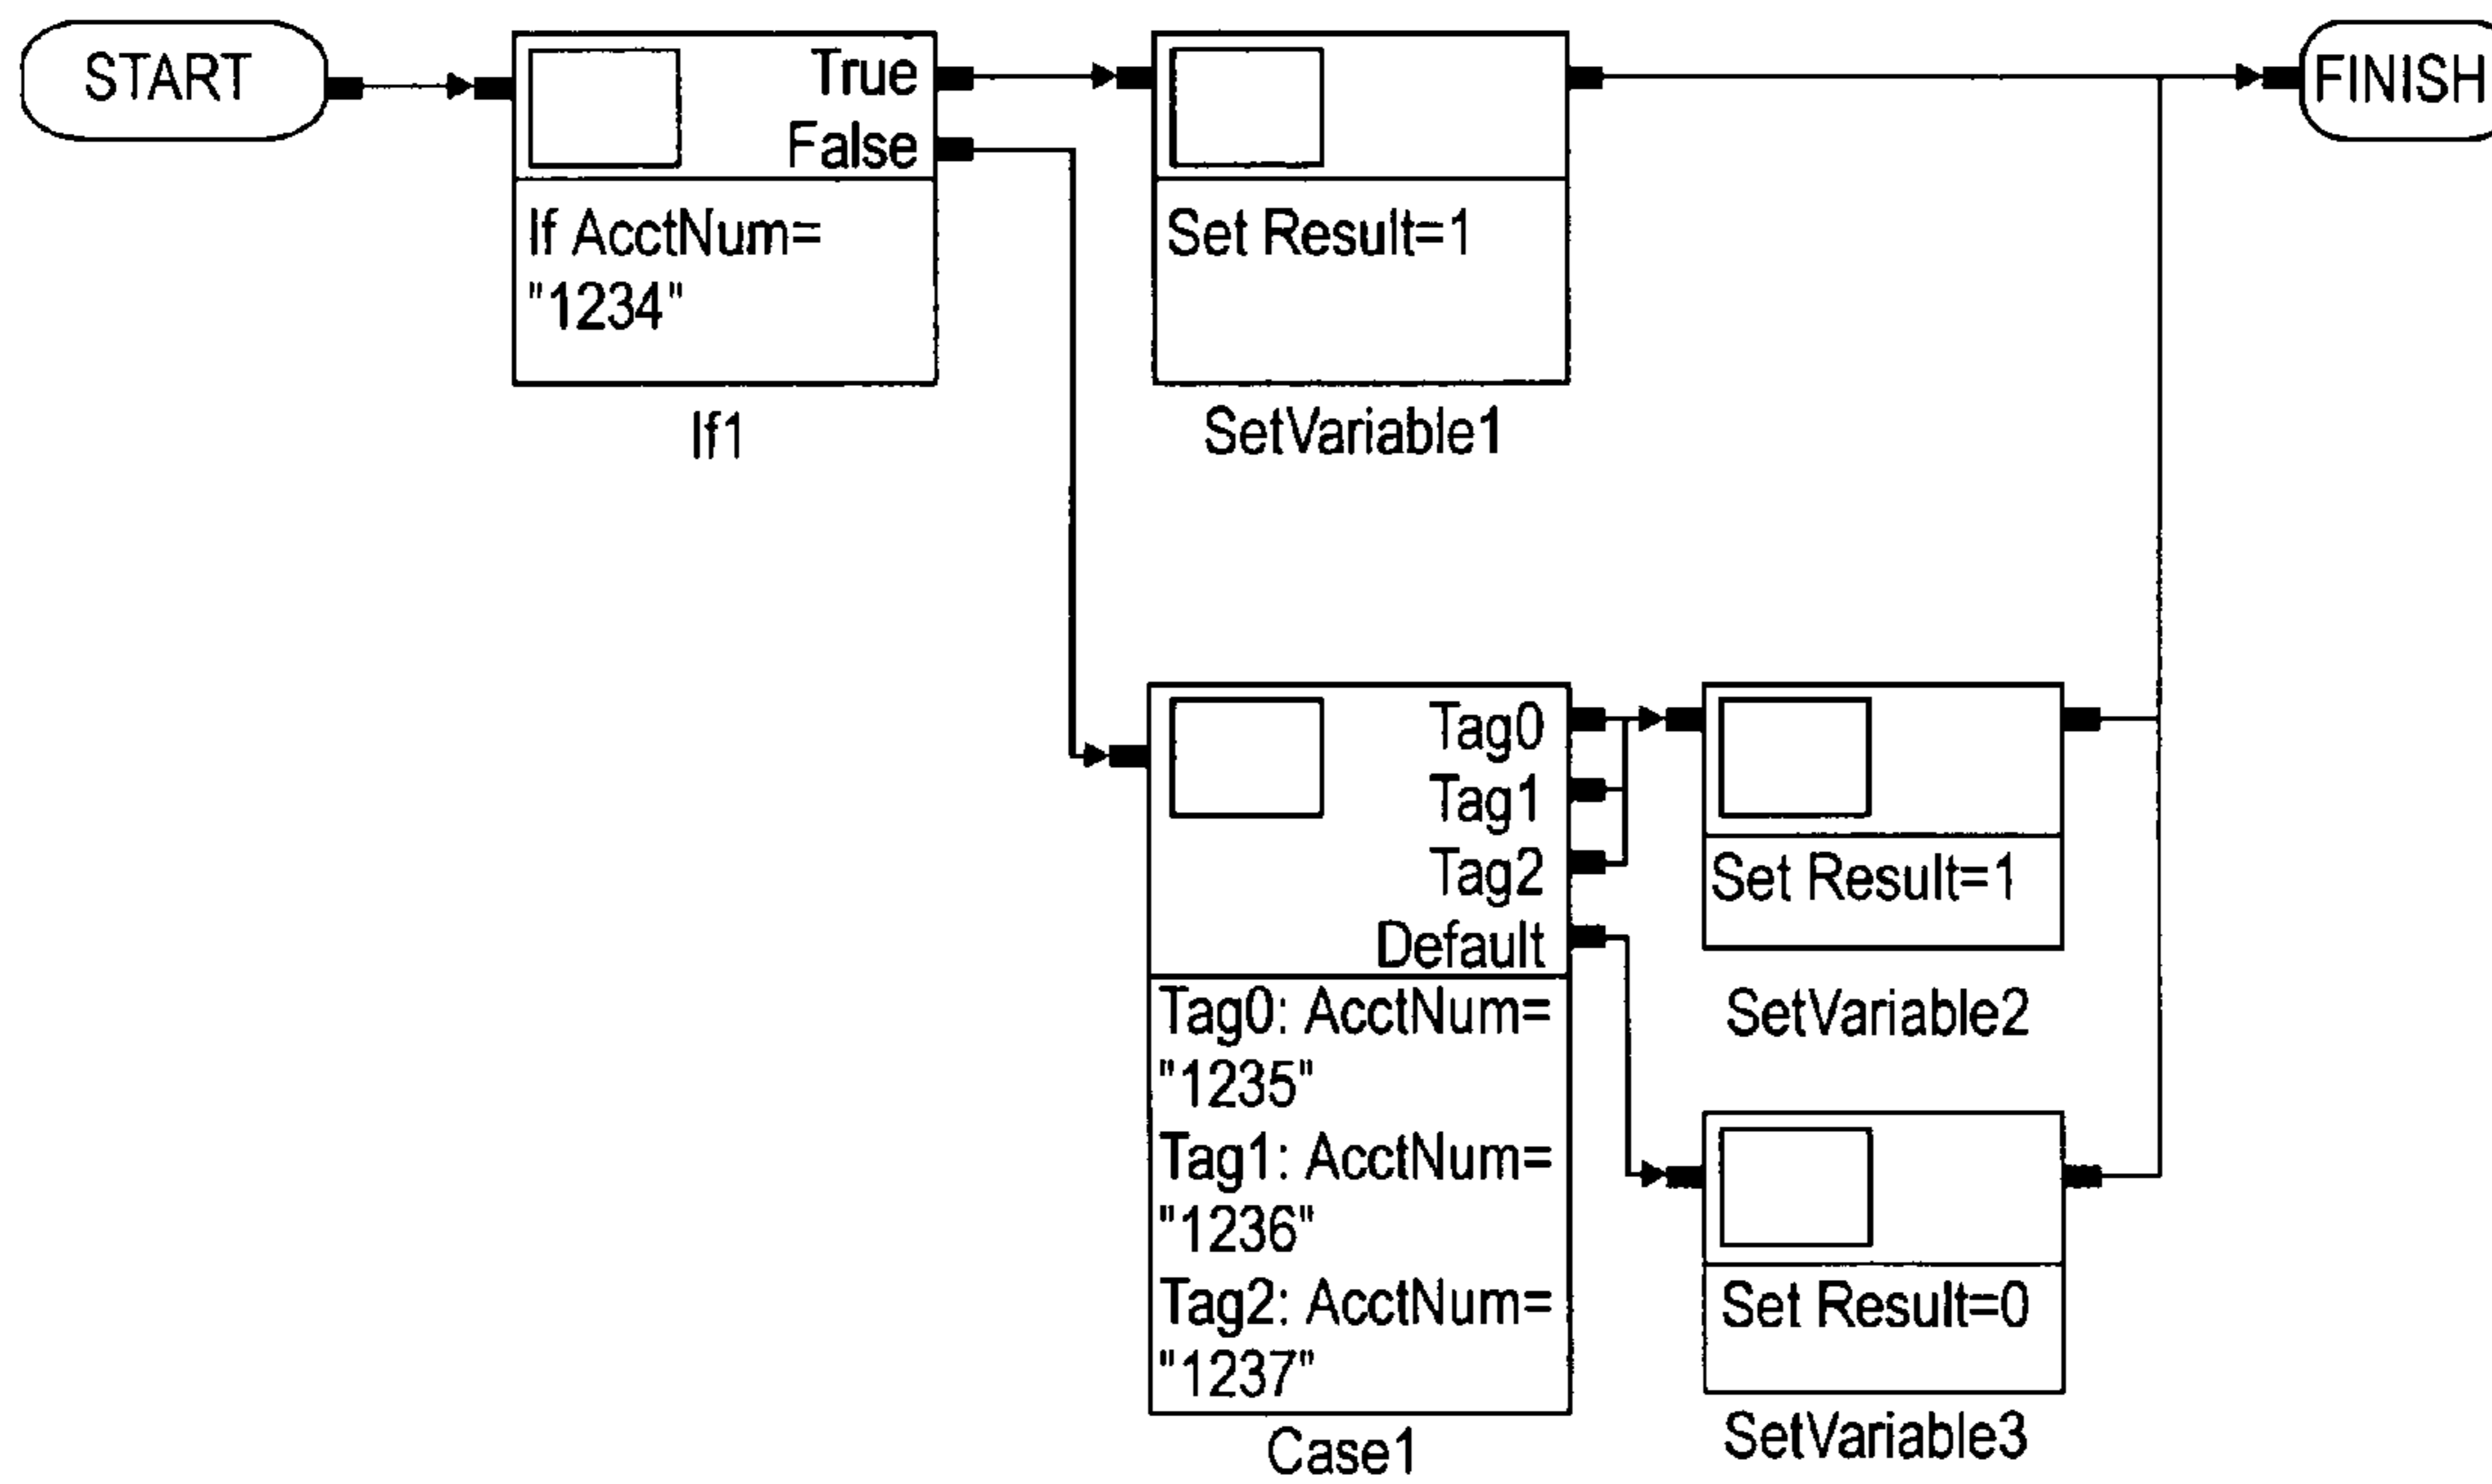 START
True
False
If AcctNum=
"1234"
If1
Set Result=1
SetVariable1
FINISH
Tag0
Tag1
Tag2
Default
Tag0: AcctNum=
"1235"
Tag1: AcctNum=
"1236"
Tag2: AcctNum=
"1237"
Case1
Set Result=1
SetVariable2
Set Result=0
SetVariable3